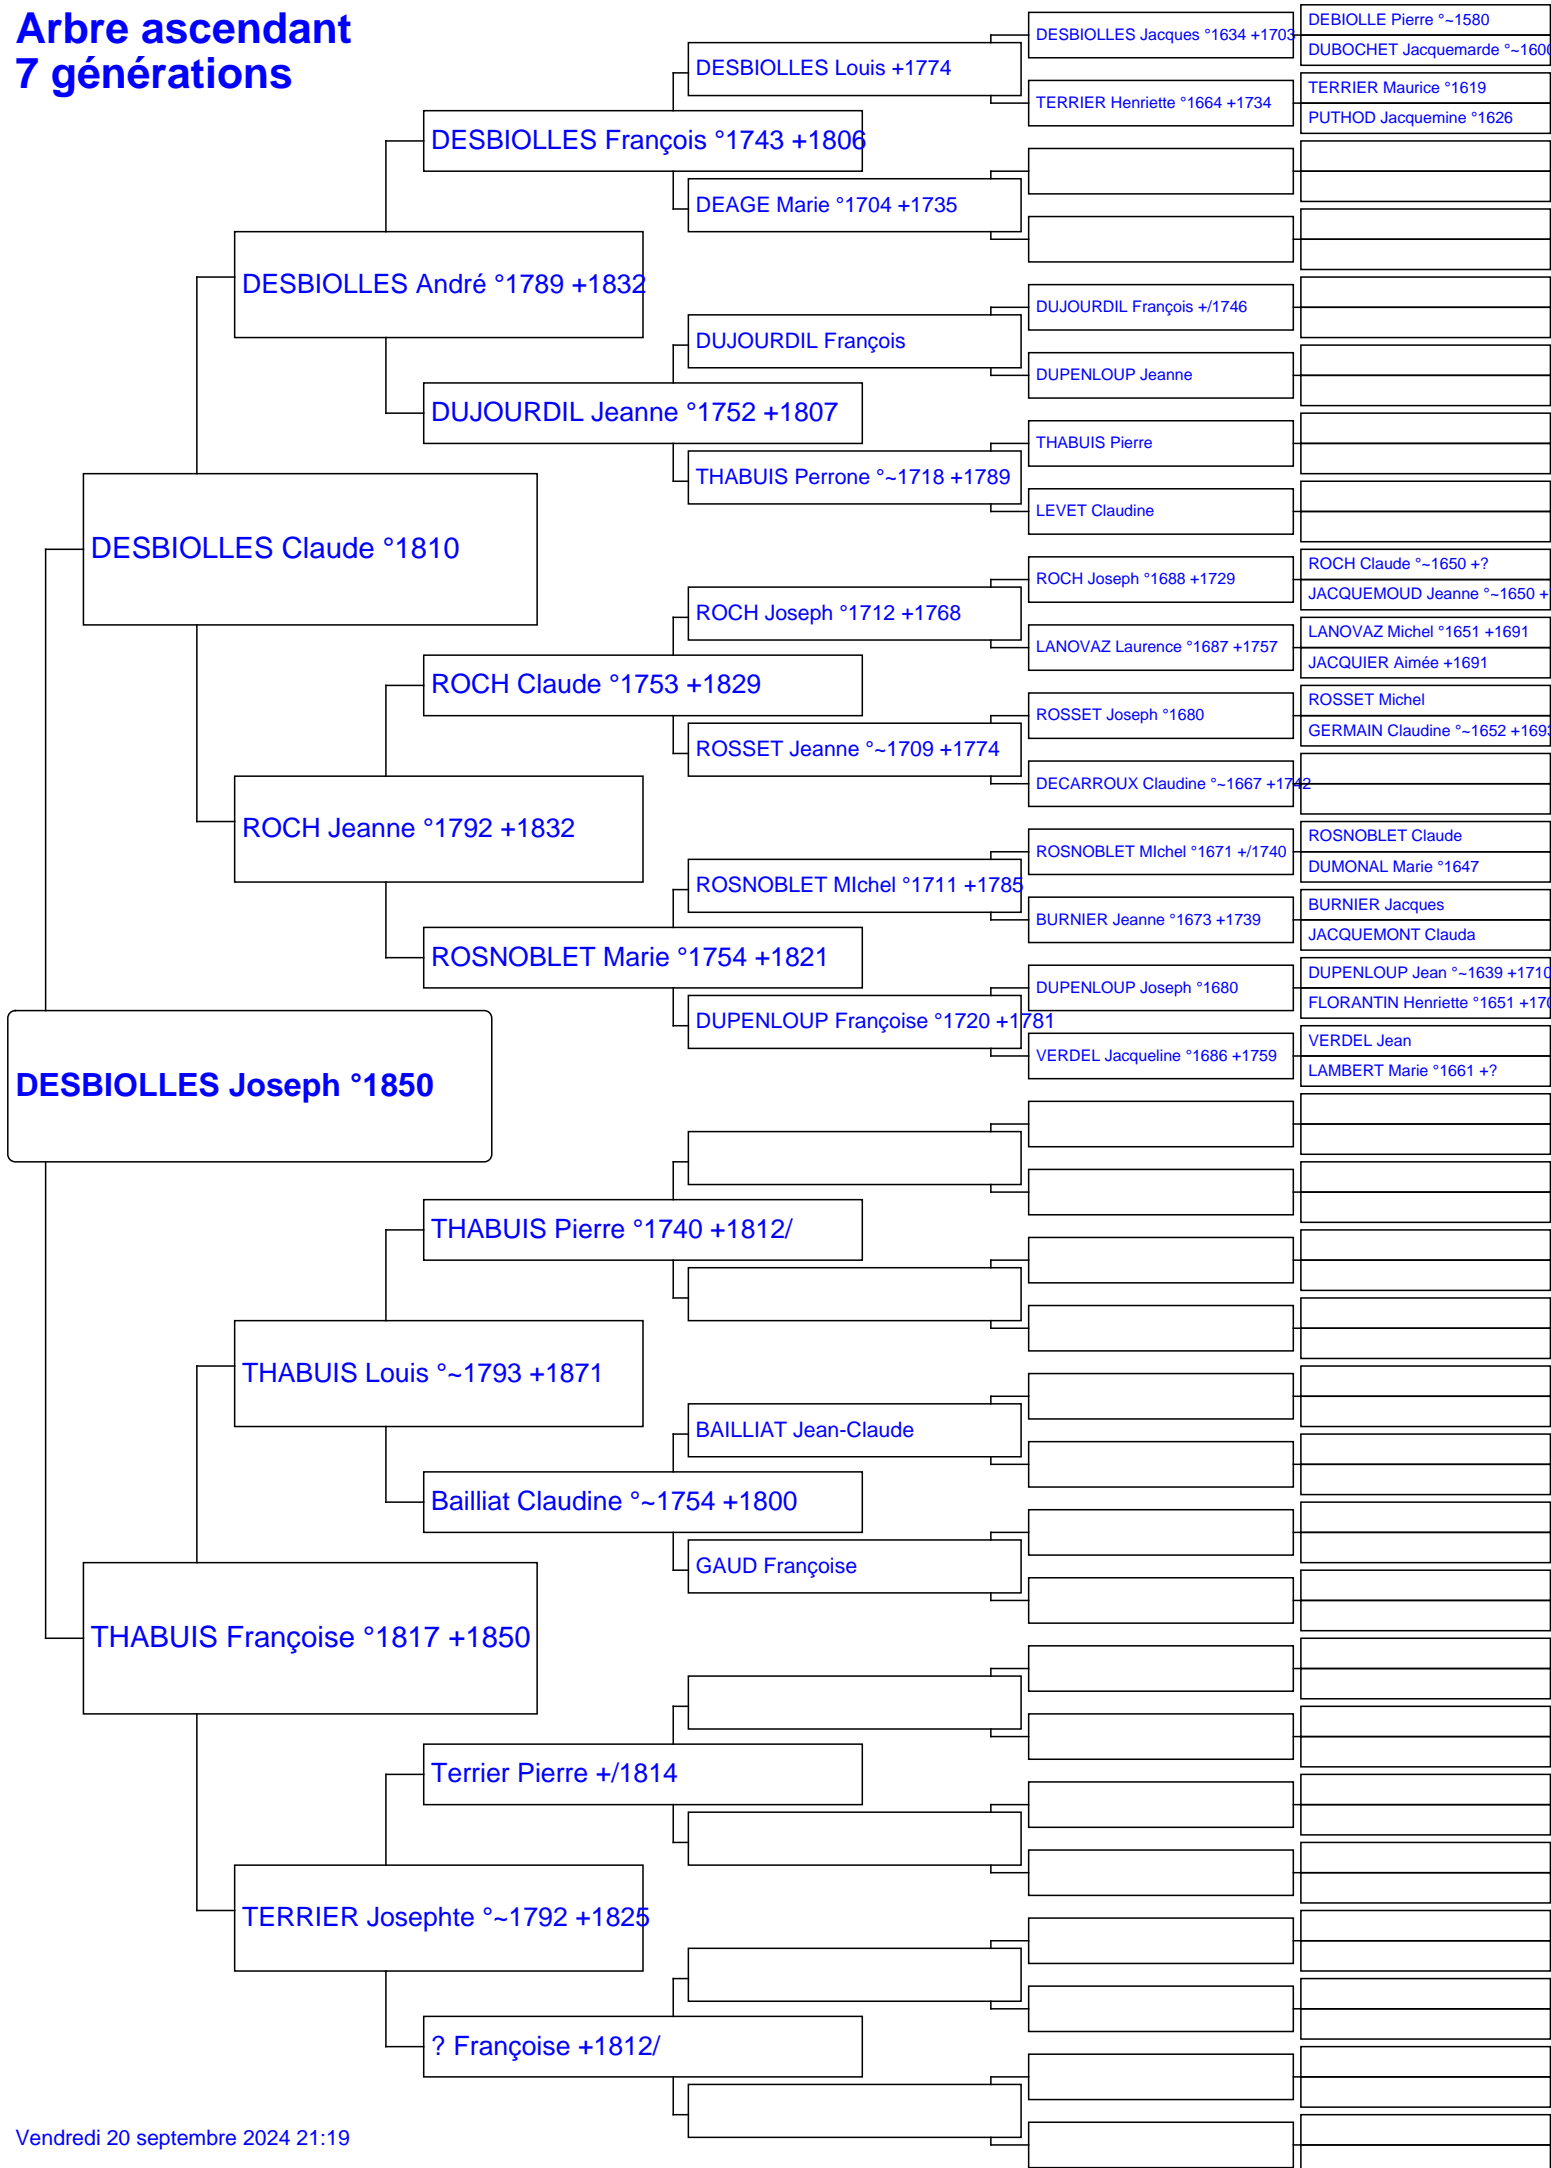 Arbre ascendant
7 générations
DESBIOLLES Joseph °1850
DESBIOLLES Claude °1810
THABUIS Françoise °1817 +1850
DESBIOLLES André °1789 +1832
ROCH Jeanne °1792 +1832
THABUIS Louis °~1793 +1871
TERRIER Josephte °~1792 +1825
DESBIOLLES François °1743 +1806
DUJOURDIL Jeanne °1752 +1807
ROCH Claude °1753 +1829
ROSNOBLET Marie °1754 +1821
THABUIS Pierre °1740 +1812/
Bailliat Claudine °~1754 +1800
Terrier Pierre +/1814
? Françoise +1812/
DESBIOLLES Louis +1774
DEAGE Marie °1704 +1735
DUJOURDIL François
THABUIS Perrone °~1718 +1789
ROCH Joseph °1712 +1768
ROSSET Jeanne °~1709 +1774
ROSNOBLET MIchel °1711 +1785
DUPENLOUP Françoise °1720 +1781
BAILLIAT Jean-Claude
GAUD Françoise
DESBIOLLES Jacques °1634 +1703
TERRIER Henriette °1664 +1734
DUJOURDIL François +/1746
DUPENLOUP Jeanne
THABUIS Pierre
LEVET Claudine
ROCH Joseph °1688 +1729
LANOVAZ Laurence °1687 +1757
ROSSET Joseph °1680
DECARROUX Claudine °~1667 +1742
ROSNOBLET MIchel °1671 +/1740
BURNIER Jeanne °1673 +1739
DUPENLOUP Joseph °1680
VERDEL Jacqueline °1686 +1759
DEBIOLLE Pierre °~1580
DUBOCHET Jacquemarde °~1600
TERRIER Maurice °1619
PUTHOD Jacquemine °1626
ROCH Claude °~1650 +?
JACQUEMOUD Jeanne °~1650 +
LANOVAZ Michel °1651 +1691
JACQUIER Aimée +1691
ROSSET Michel
GERMAIN Claudine °~1652 +1693
ROSNOBLET Claude
DUMONAL Marie °1647
BURNIER Jacques
JACQUEMONT Clauda
DUPENLOUP Jean °~1639 +1710
FLORANTIN Henriette °1651 +170
VERDEL Jean
LAMBERT Marie °1661 +?
Vendredi 20 septembre 2024 21:19